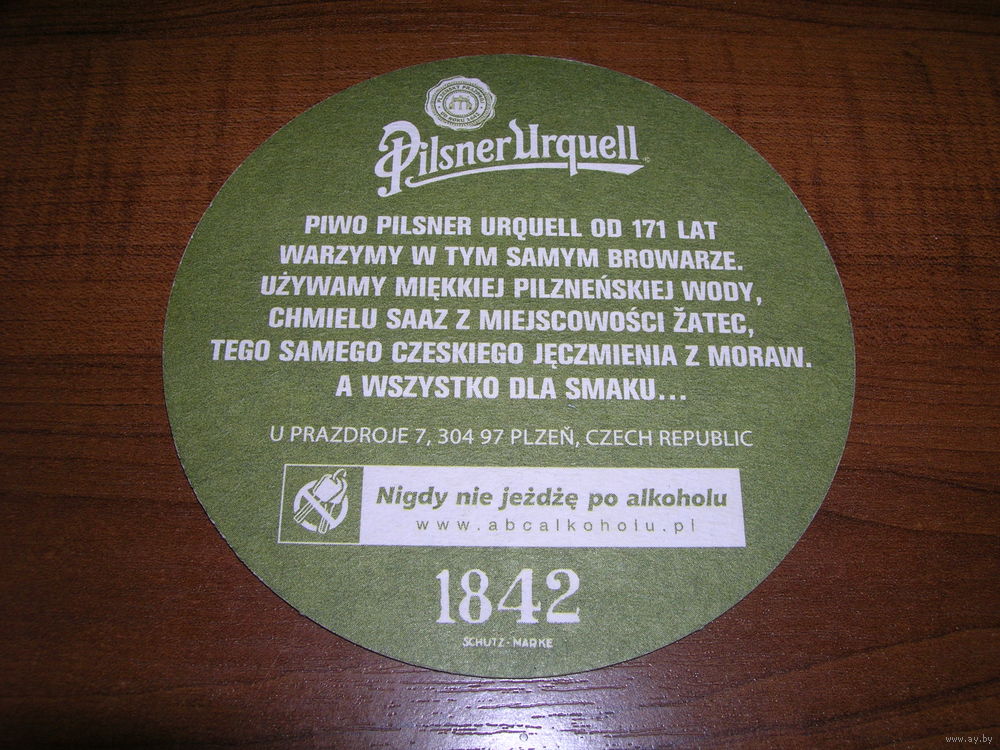 Pilsner Urquell
PIWO PILSNER URQUELL OD 171 LAT
WARZYMY W TYM SAMYM BROWARZE.
UŻYWAMY MIĘKKIEJ PILZNEŃSKIEJ WODY,
CHMIELU SAAZ Z MIEJSCOWOŚCI ŽATEC,
TEGO SAMEGO CZESKIEGO JĘCZMIENIA Z MORAW.
A WSZYSTKO DLA SMAKU...
U PRAZDROJE 7, 304 97 PLZEŇ, CZECH REPUBLIC
Nigdy nie jeżdżę po alkoholu
www.abcalkoholu.pl
1842
SCHUTZ-MARKE
www.ay.by